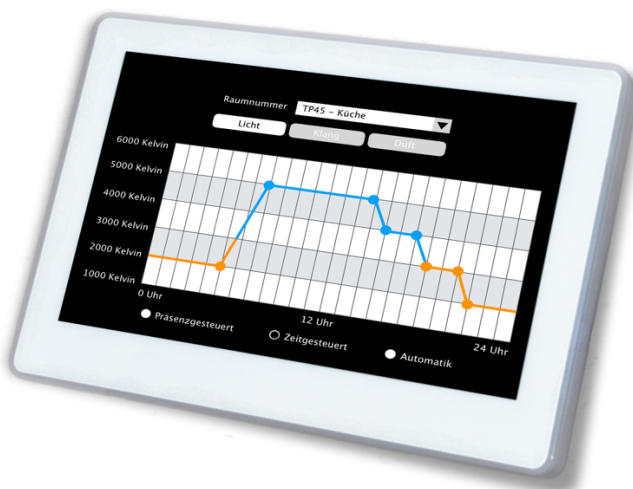 Raumnummer TP45 – Küche
Licht Klang Duft
6000 Kelvin
5000 Kelvin
4000 Kelvin
3000 Kelvin
2000 Kelvin
1000 Kelvin
0 Uhr 12 Uhr 24 Uhr
Präsenzgesteuert Zeitgesteuert Automatik